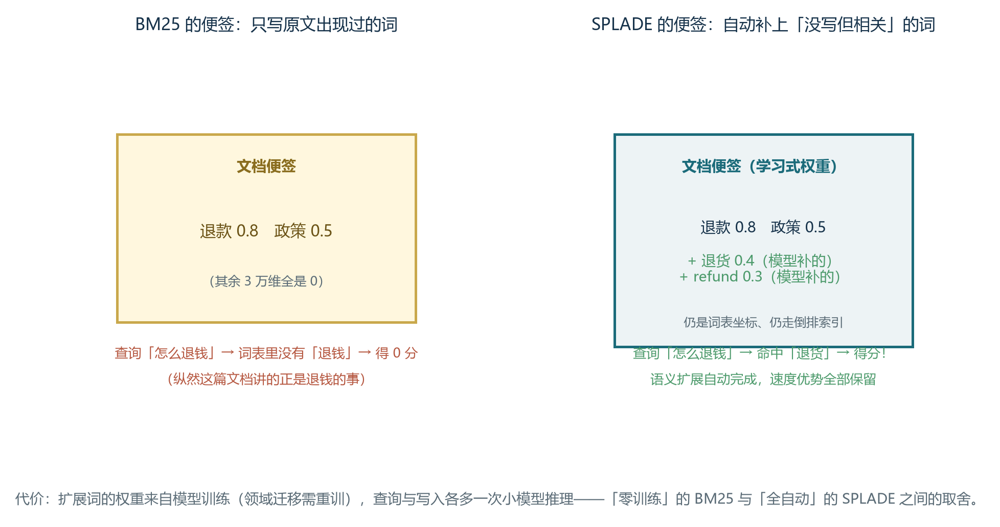 BM25 的便签：只写原文出现过的词
文档便签
退款 0.8　政策 0.5
（其余 3 万维全是 0）
查询「怎么退钱」→ 词表里没有「退钱」→ 得 0 分
（纵然这篇文档讲的正是退钱的事）
SPLADE 的便签：自动补上「没写但相关」的词
文档便签（学习式权重）
退款 0.8　政策 0.5
+ 退货 0.4（模型补的）
+ refund 0.3（模型补的）
仍是词表坐标、仍走倒排索引
查询「怎么退钱」→ 命中「退货」→ 得分！
语义扩展自动完成，速度优势全部保留
代价：扩展词的权重来自模型训练（领域迁移需重训），查询与写入各多一次小模型推理——「零训练」的 BM25 与「全自动」的 SPLADE 之间的取舍。